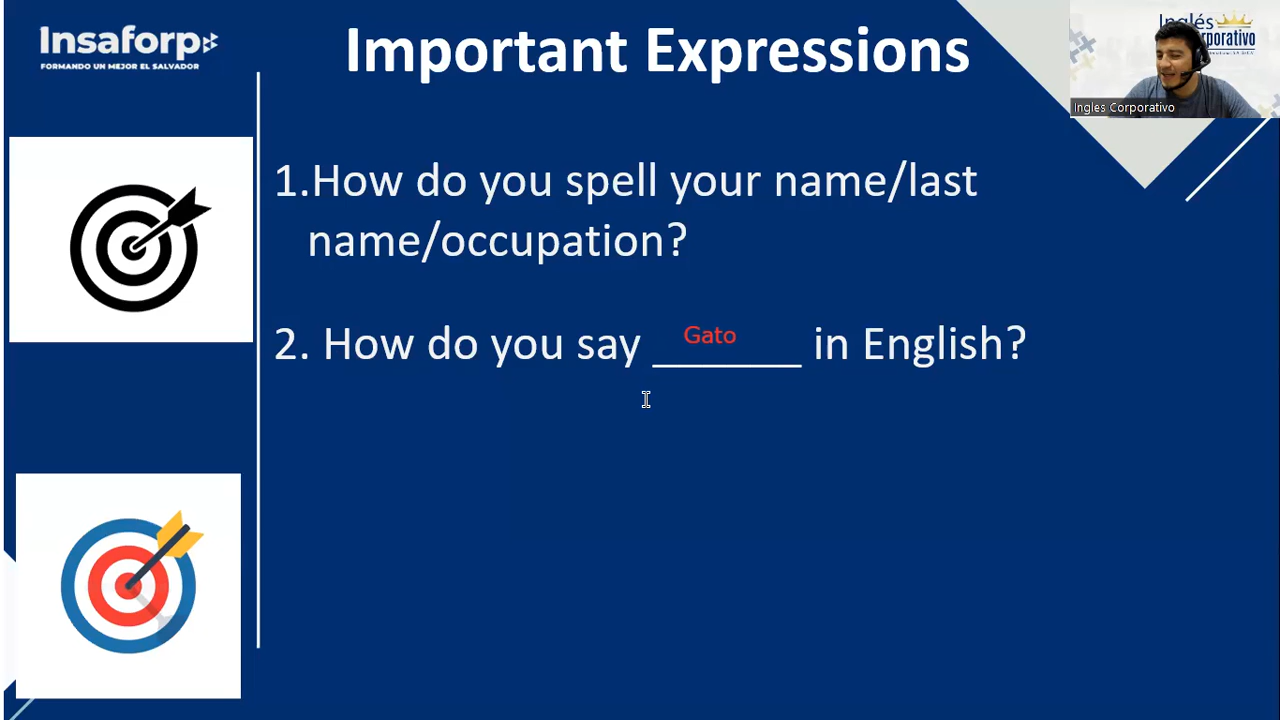 Insaforp
FORMANDO UN MEJOR EL SALVADOR
Important Expressions
Inglés
Corporativo
Ingles Corporativo
1.How do you spell your name/last
name/occupation?
2. How do you say Gato in English?